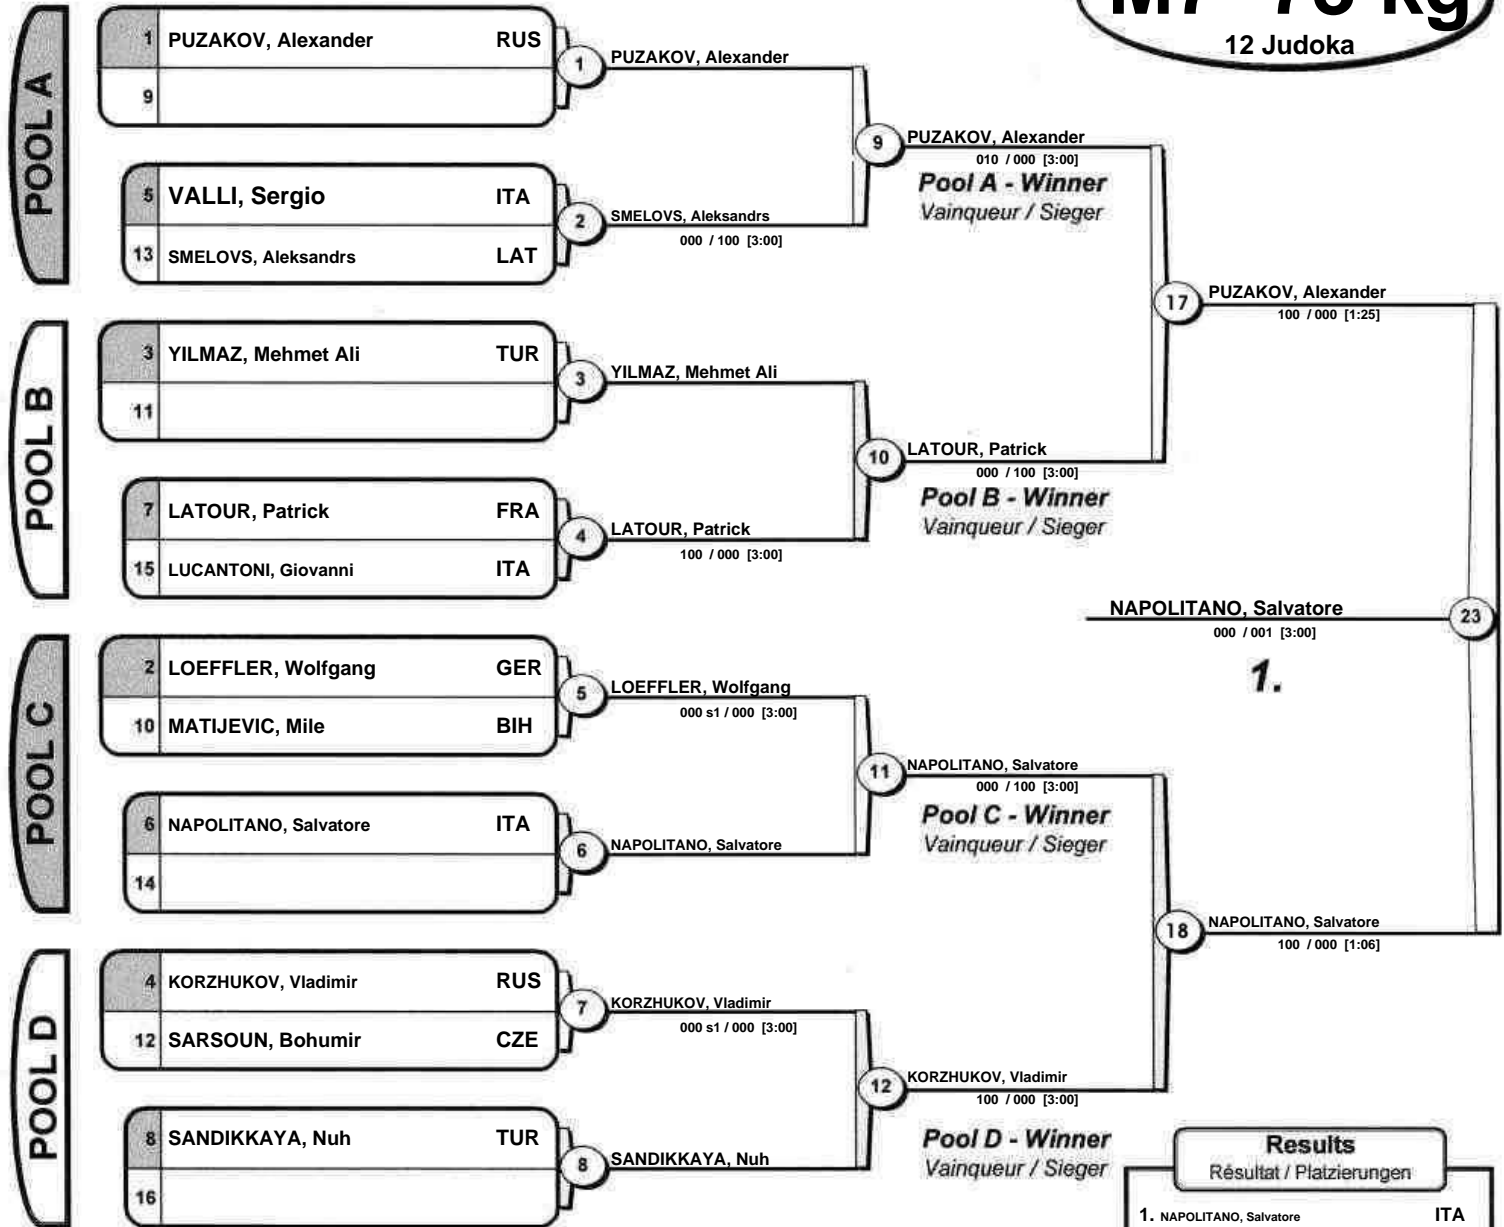 M7 -73 kg
12 Judoka
POOL A
1 PUZAKOV, Alexander RUS
9
5 VALLI, Sergio ITA
13 SMELOVS, Aleksandrs LAT
1 PUZAKOV, Alexander
2 SMELOVS, Aleksandrs
000 / 100 [3:00]
9 PUZAKOV, Alexander
010 / 000 [3:00]
Pool A - Winner
Vainqueur / Sieger
POOL B
3 YILMAZ, Mehmet Ali TUR
11
7 LATOUR, Patrick FRA
15 LUCANTONI, Giovanni ITA
3 YILMAZ, Mehmet Ali
4 LATOUR, Patrick
100 / 000 [3:00]
10 LATOUR, Patrick
000 / 100 [3:00]
Pool B - Winner
Vainqueur / Sieger
17 PUZAKOV, Alexander
100 / 000 [1:25]
NAPOLITANO, Salvatore 23
000 / 001 [3:00]
1.
POOL C
2 LOEFFLER, Wolfgang GER
10 MATIJEVIC, Mile BIH
6 NAPOLITANO, Salvatore ITA
14
5 LOEFFLER, Wolfgang
000 s1 / 000 [3:00]
6 NAPOLITANO, Salvatore
11 NAPOLITANO, Salvatore
000 / 100 [3:00]
Pool C - Winner
Vainqueur / Sieger
18 NAPOLITANO, Salvatore
100 / 000 [1:06]
POOL D
4 KORZHUKOV, Vladimir RUS
12 SARSOUN, Bohumir CZE
8 SANDIKKAYA, Nuh TUR
16
7 KORZHUKOV, Vladimir
000 s1 / 000 [3:00]
8 SANDIKKAYA, Nuh
12 KORZHUKOV, Vladimir
100 / 000 [3:00]
Pool D - Winner
Vainqueur / Sieger
Results
Résultat / Platzierungen
1. NAPOLITANO, Salvatore ITA